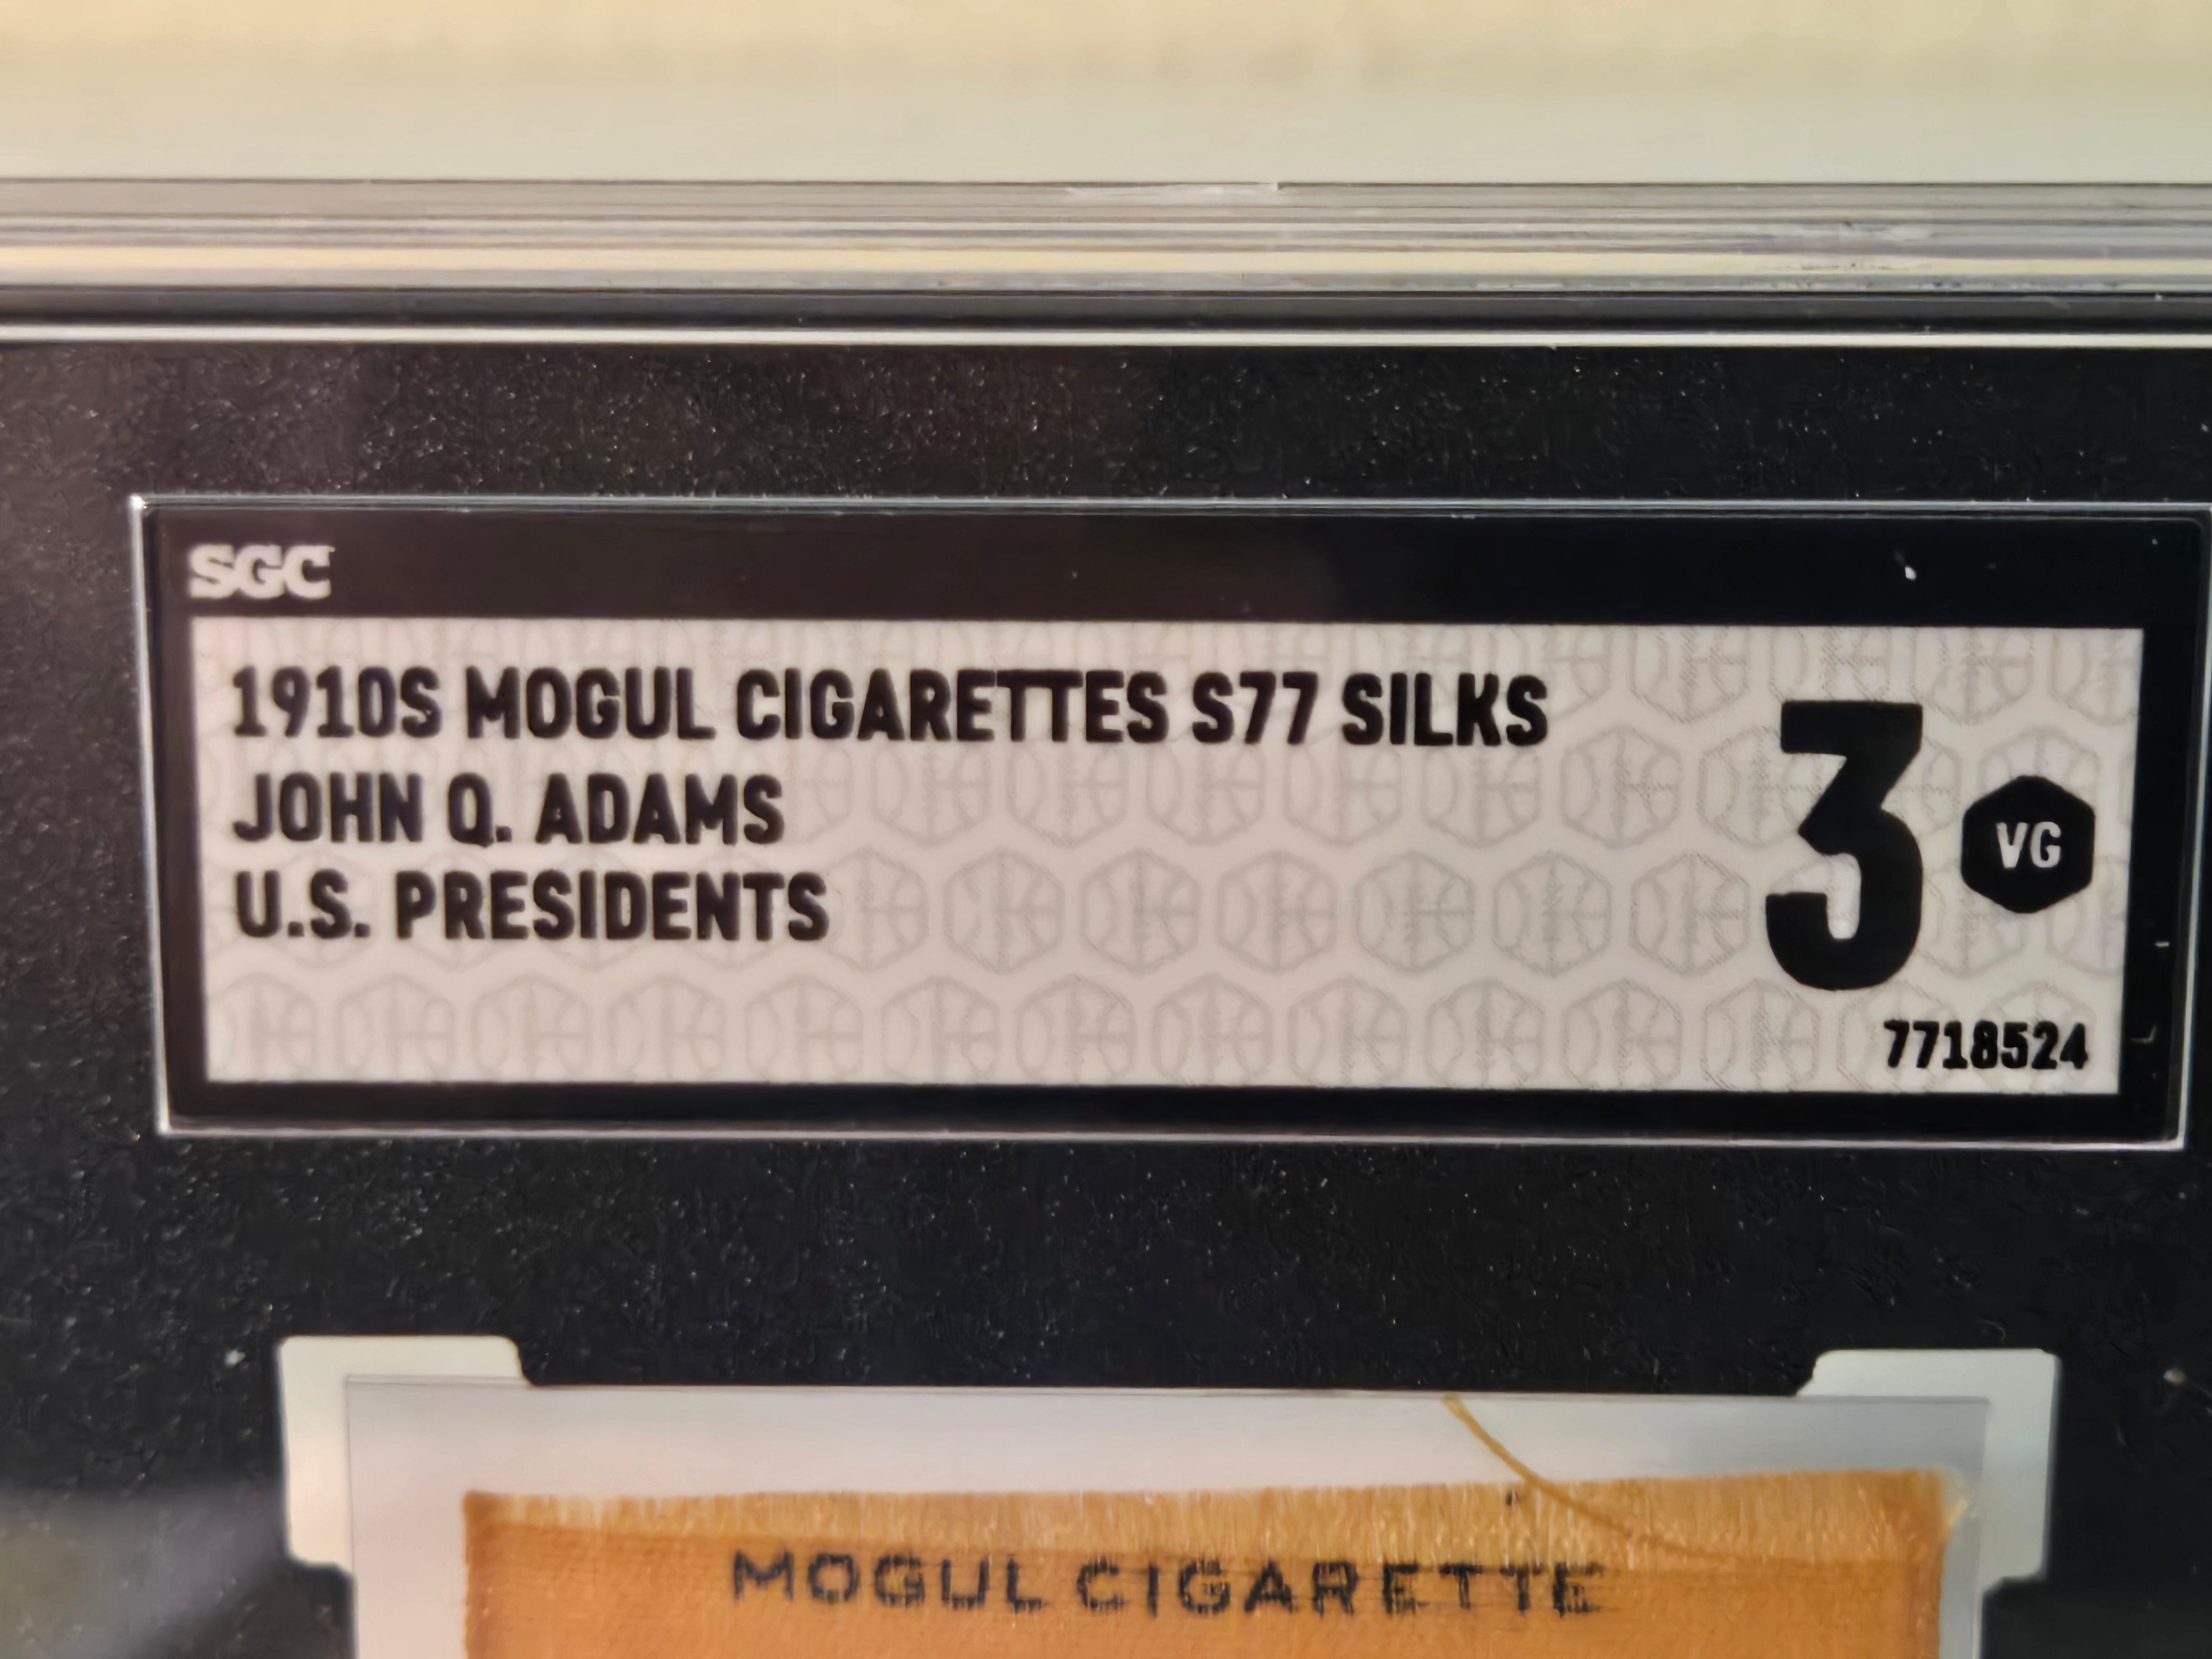 SGC
1910S MOGUL CIGARETTES S77 SILKS
JOHN Q. ADAMS
U.S. PRESIDENTS
3
VG
7718524
MOGUL CIGARETTE